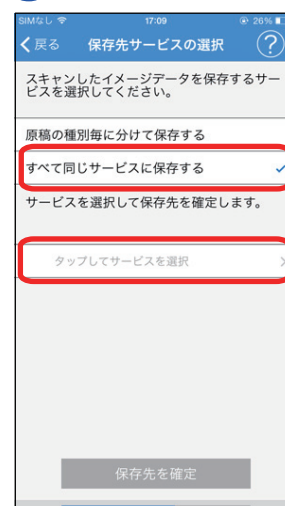 SIMなし 17:09 26%
戻る 保存先サービスの選択 ?
スキャンしたイメージデータを保存するサー
ビスを選択してください。
原稿の種別毎に分けて保存する
すべて同じサービスに保存する
サービスを選択して保存先を確定します。
タップしてサービスを選択
保存先を確定